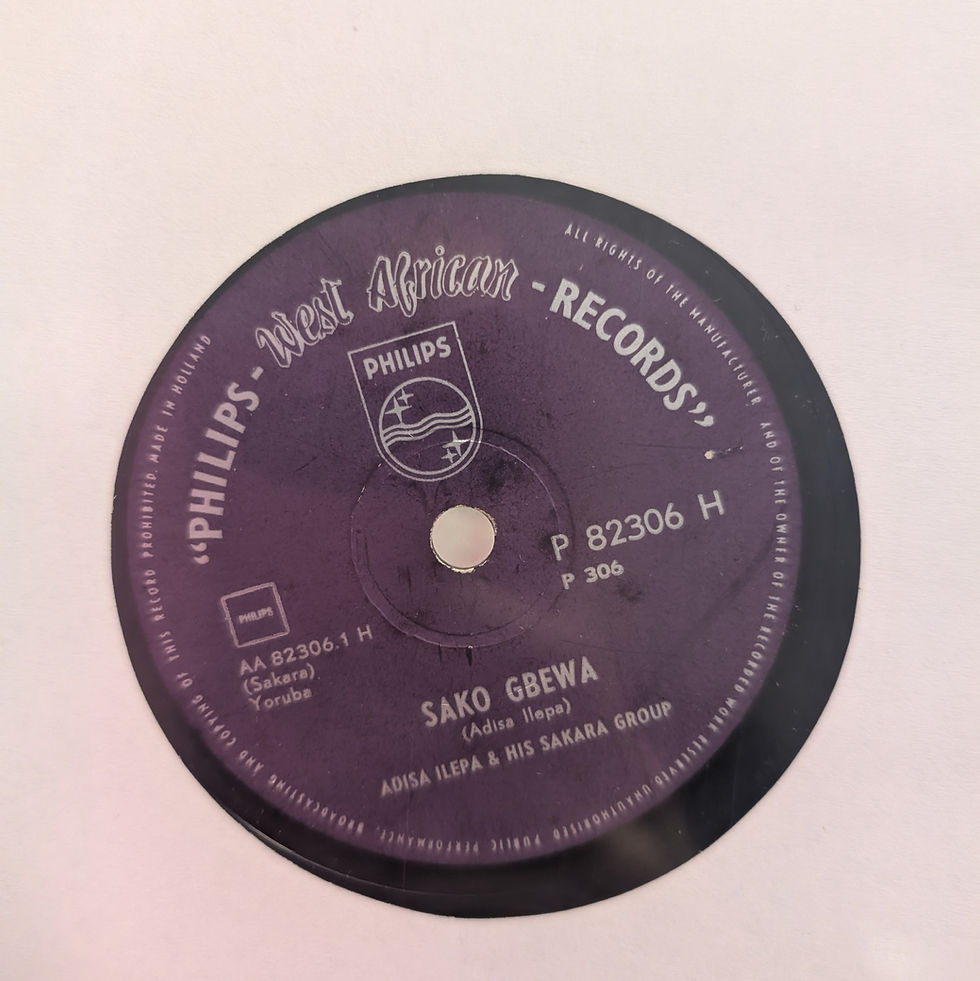 "PHILIPS - West African - RECORDS"
PHILIPS
P 82306 H
P 306
PHILIPS
AA 82306.1 H
(Sakara)
Yoruba
SAKO GBEWA
(Adisa Ilepa)
ADISA ILEPA & HIS SAKARA GROUP
ALL RIGHTS OF THE MANUFACTURER AND OF THE OWNER OF THE RECORDED WORK RESERVED UNAUTHORISED PUBLIC PERFORMANCE, BROADCASTING AND COPYING OF THIS RECORD PROHIBITED. MADE IN HOLLAND